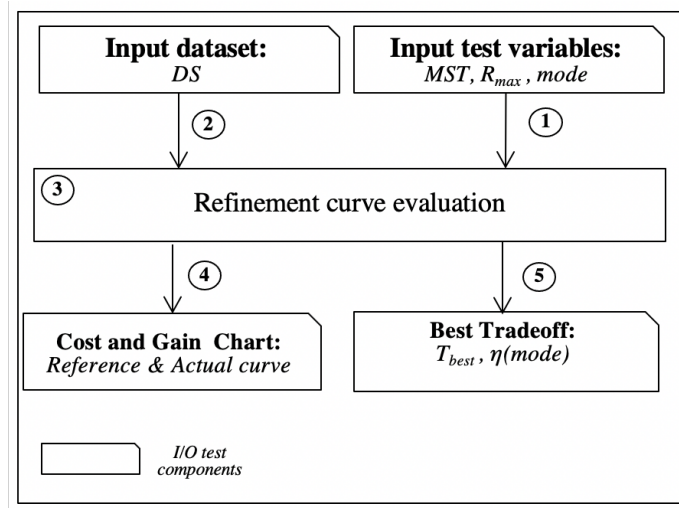 Input dataset:
DS
Input test variables:
MST, Rmax , mode
2
1
3
Refinement curve evaluation
4
5
Cost and Gain Chart:
Reference & Actual curve
Best Tradeoff:
Tbest , η(mode)
I/O test
components